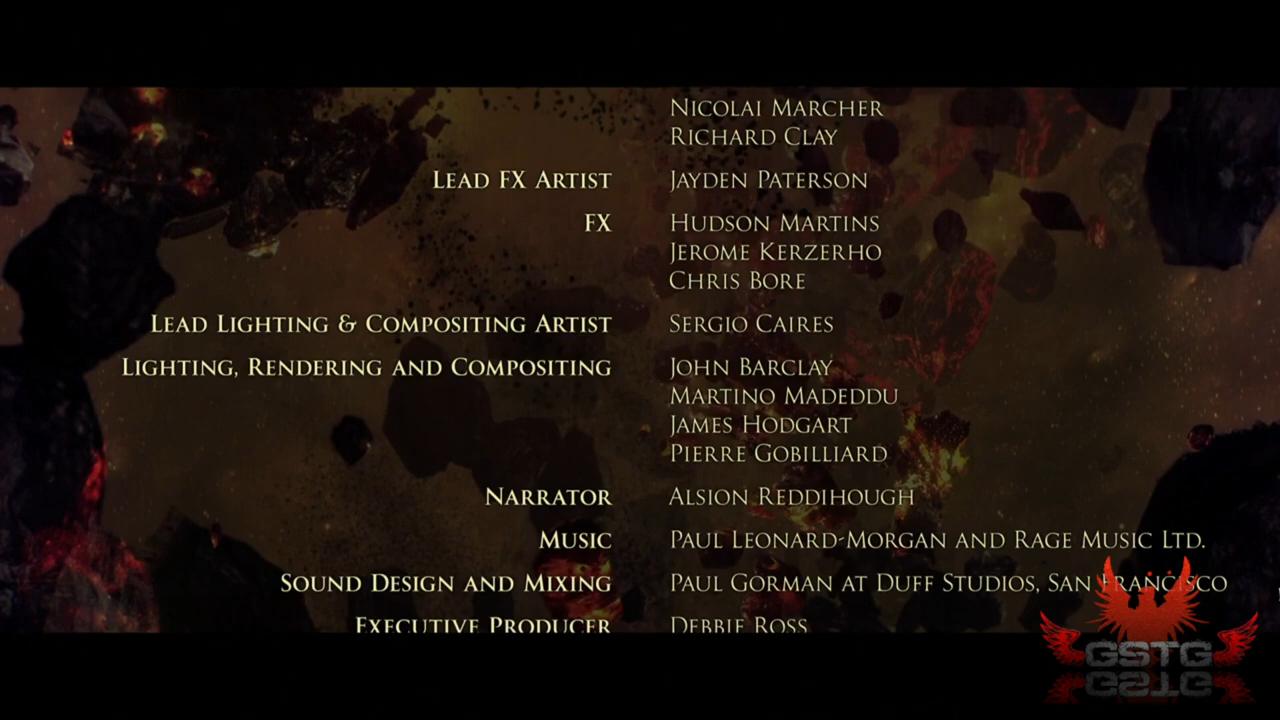 Nicolai Marcher
Richard Clay
Lead FX Artist Jayden Paterson
FX Hudson Martins
Jerome Kerzerho
Chris Bore
Lead Lighting & Compositing Artist Sergio Caires
Lighting, Rendering and Compositing John Barclay
Martino Madeddu
James Hodgart
Pierre Gobilliard
Narrator Alsion Reddihough
Music Paul Leonard-Morgan and Rage Music Ltd.
Sound Design and Mixing Paul Gorman at Duff Studios, San Francisco
Executive Producer Debbie Ross
GSTG